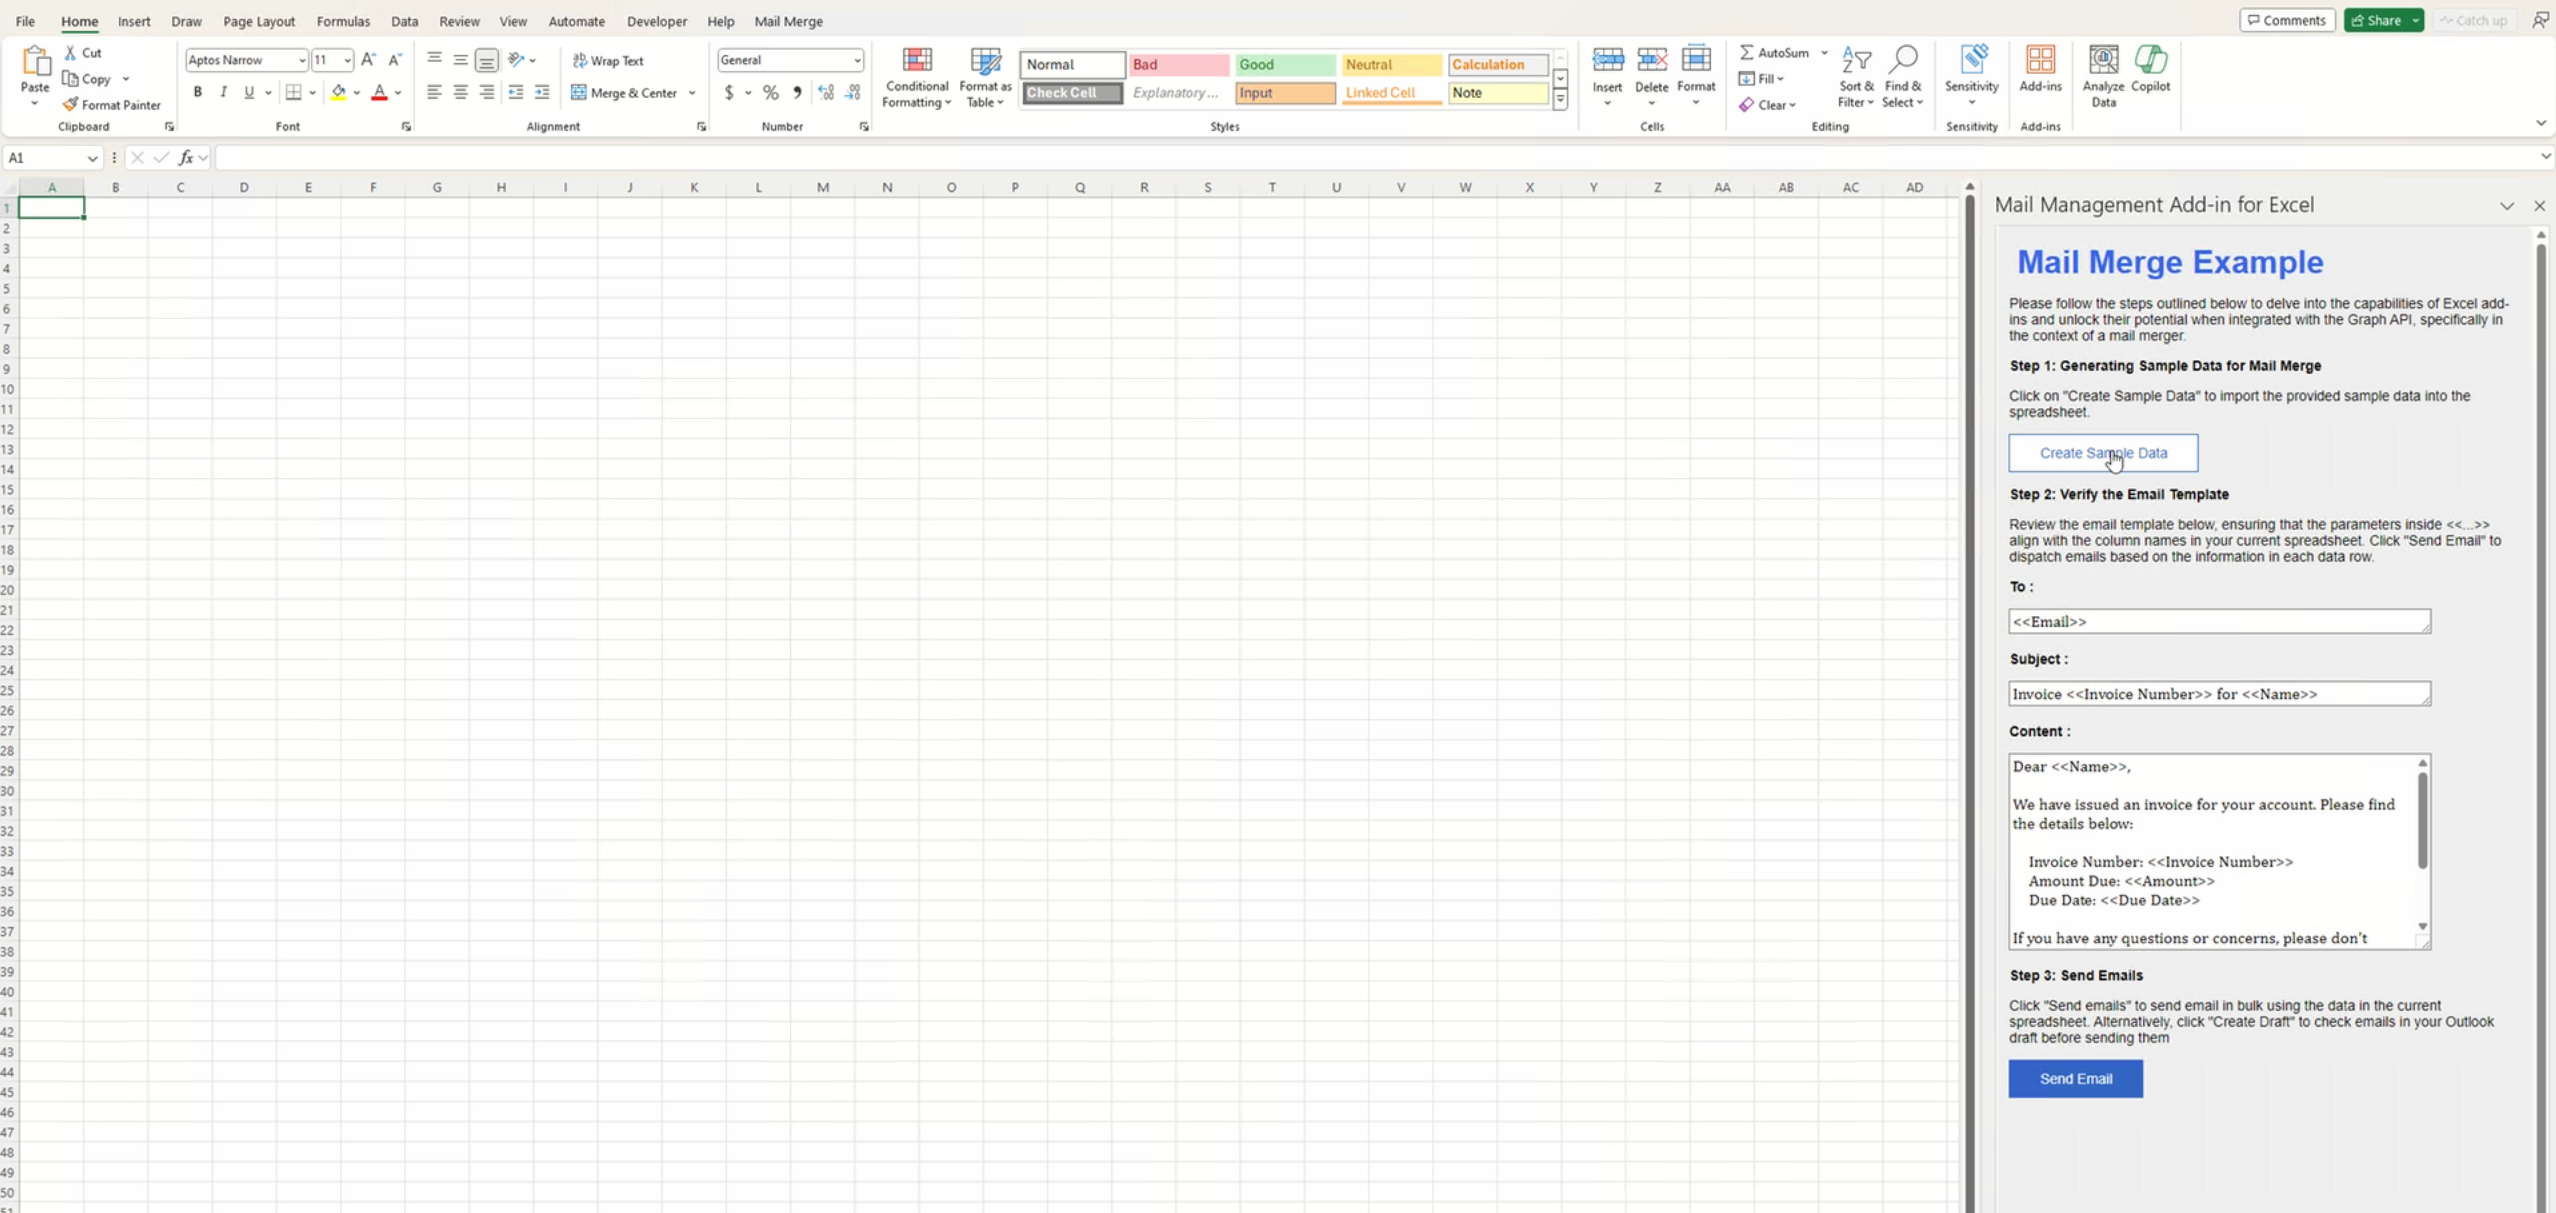 File Home Insert Draw Page Layout Formulas Data Review View Automate Developer Help Mail Merge Comments Share Catch up
Paste Cut
Copy
Format Painter
Clipboard
Aptos Narrow 11 A^ A˅
B I U A
Font
Wrap Text
Merge & Center
Alignment
General
$ % ,
Number
Conditional Formatting
Format as Table
Normal Bad Good Neutral Calculation
Check Cell Explanatory... Input Linked Cell Note
Styles
Insert Delete Format
Cells
AutoSum
Fill
Clear
Sort & Filter
Find & Select
Editing
Sensitivity
Sensitivity
Add-ins
Add-ins
Analyze Data
Copilot
A1 fx
A B C D E F G H I J K L M N O P Q R S T U V W X Y Z AA AB AC AD
1
2
3
4
5
6
7
8
9
10
11
12
13
14
15
16
17
18
19
20
21
22
23
24
25
26
27
28
29
30
31
32
33
34
35
36
37
38
39
40
41
42
43
44
45
46
47
48
49
50
51
Mail Management Add-in for Excel
Mail Merge Example
Please follow the steps outlined below to delve into the capabilities of Excel add-
ins and unlock their potential when integrated with the Graph API, specifically in
the context of a mail merger.
Step 1: Generating Sample Data for Mail Merge
Click on "Create Sample Data" to import the provided sample data into the
spreadsheet.
Create Sample Data
Step 2: Verify the Email Template
Review the email template below, ensuring that the parameters inside <<...>>
align with the column names in your current spreadsheet. Click "Send Email" to
dispatch emails based on the information in each data row.
To :
<<Email>>
Subject :
Invoice <<Invoice Number>> for <<Name>>
Content :
Dear <<Name>>,
We have issued an invoice for your account. Please find
the details below:
Invoice Number: <<Invoice Number>>
Amount Due: <<Amount>>
Due Date: <<Due Date>>
If you have any questions or concerns, please don't
Step 3: Send Emails
Click "Send emails" to send email in bulk using the data in the current
spreadsheet. Alternatively, click "Create Draft" to check emails in your Outlook
draft before sending them
Send Email